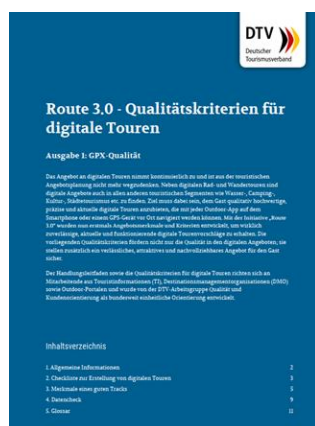 DTV
Deutscher
Tourismusverband
Route 3.0 - Qualitätskriterien für
digitale Touren
Ausgabe 1: GPX-Qualität
Das Angebot an digitalen Touren nimmt kontinuierlich zu und ist aus der touristischen
Angebotsplanung nicht mehr wegzudenken. Neben digitalen Rad- und Wandertouren sind
digitale Angebote auch in allen anderen touristischen Segmenten wie Wasser-, Camping-,
Kultur-, Städtetourismus etc. zu finden. Ziel muss dabei sein, dem Gast qualitativ hochwertige,
präzise und aktuelle digitale Touren anzubieten, die mit jeder Outdoor-App auf dem
Smartphone oder einem GPS-Gerät vor Ort navigiert werden können. Mit der Initiative „Route
3.0" wurden nun erstmals Angebotsmerkmale und Kriterien entwickelt, um wirklich
zuverlässige, aktuelle und funktionierende digitale Tourenvorschläge zu erhalten. Die
vorliegenden Qualitätskriterien fördern nicht nur die Qualität in den digitalen Angeboten; sie
stellen zusätzlich ein verlässliches, attraktives und nachvollziehbares Angebot für den Gast
sicher.
Der Handlungsleitfaden sowie die Qualitätskriterien für digitale Touren richten sich an
Mitarbeitende aus Touristinformationen (TI), Destinationsmanagementorganisationen (DMO)
sowie Outdoor-Portalen und wurde von der DTV-Arbeitsgruppe Qualität und
Kundenorientierung als bundesweit einheitliche Orientierung entwickelt.
Inhaltsverzeichnis
1. Allgemeine Informationen 2
2. Checkliste zur Erstellung von digitalen Touren 3
3. Merkmale eines guten Tracks 5
4. Datencheck 9
5. Glossar 11